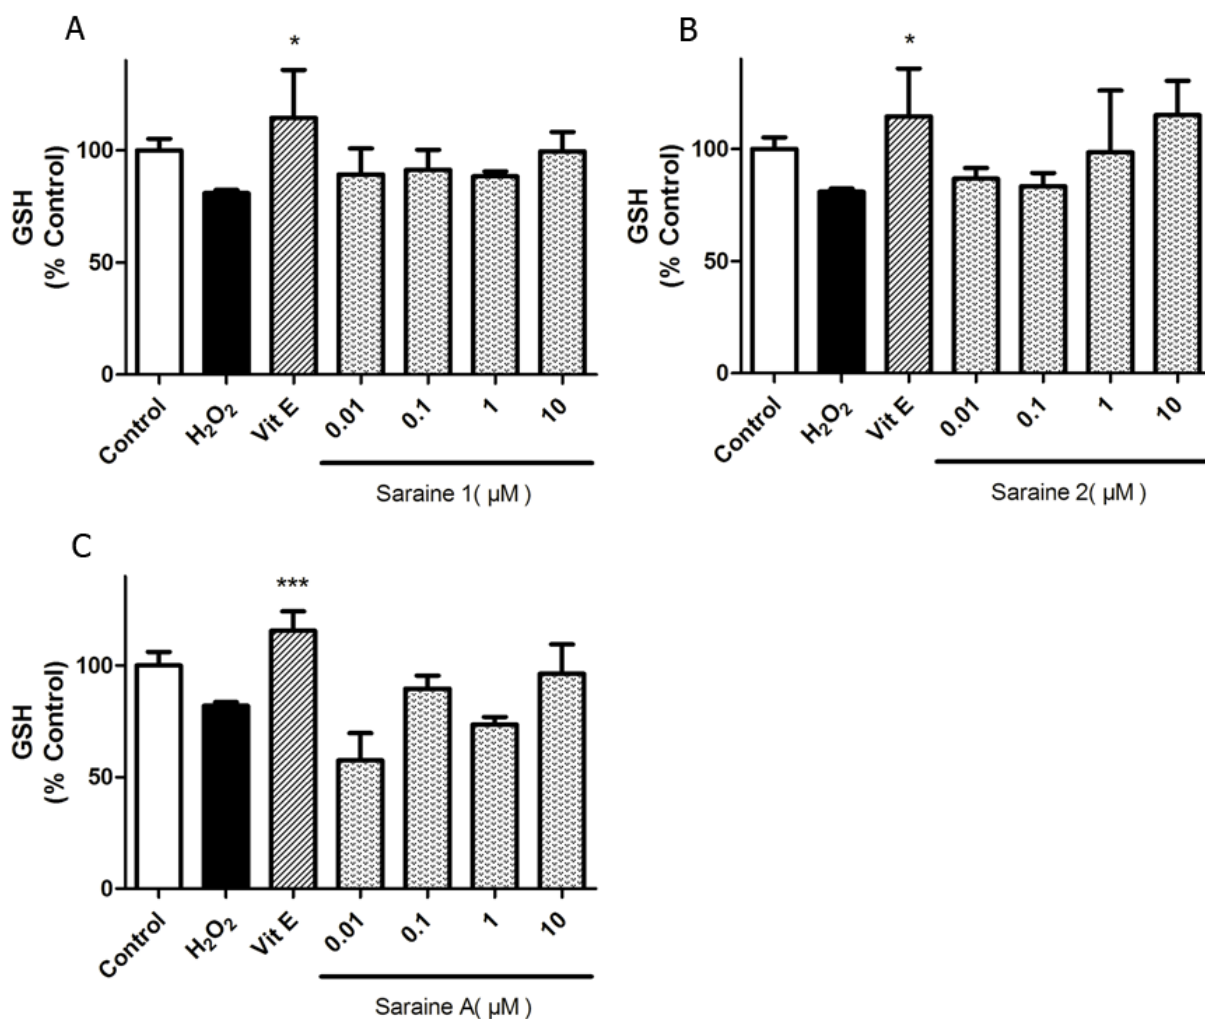 A
*
GSH
(% Control)
100
50
0
Control
H₂O₂
Vit E
0.01
0.1
1
10
Saraine 1( µM )
B
*
GSH
(% Control)
100
50
0
Control
H₂O₂
Vit E
0.01
0.1
1
10
Saraine 2( µM )
C
***
GSH
(% Control)
100
50
0
Control
H₂O₂
Vit E
0.01
0.1
1
10
Saraine A( µM )